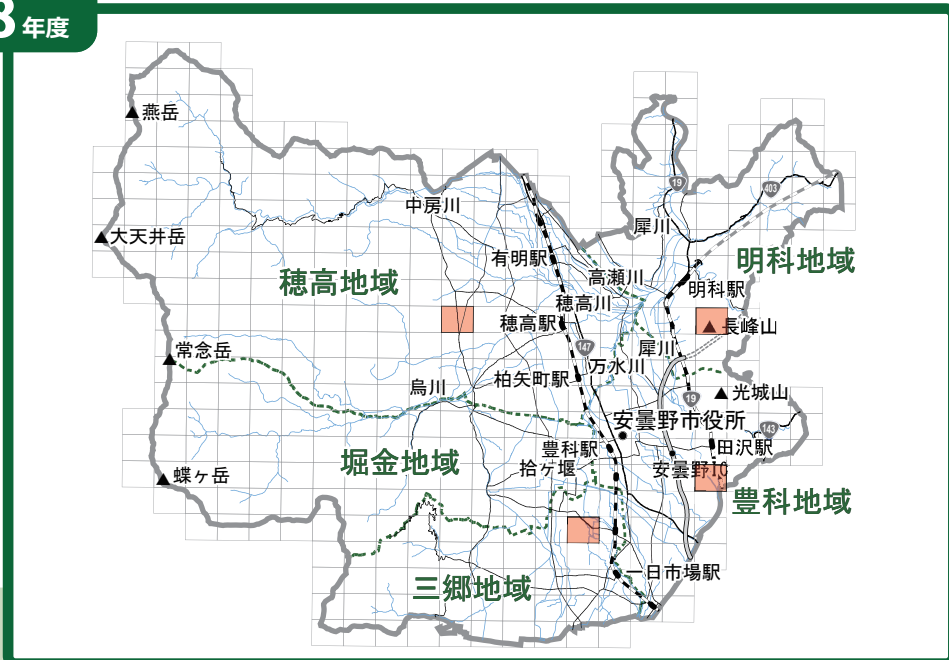 3年度
燕岳
19
403
中房川
犀川
大天井岳
有明駅
明科地域
高瀬川
穂高地域
明科駅
穂高川
穂高駅
長峰山
147
犀川
常念岳
万水川
柏矢町駅
烏川
光城山
19
安曇野市役所
143
田沢駅
豊科駅
堀金地域
拾ヶ堰
安曇野IC
蝶ヶ岳
豊科地域
一日市場駅
三郷地域